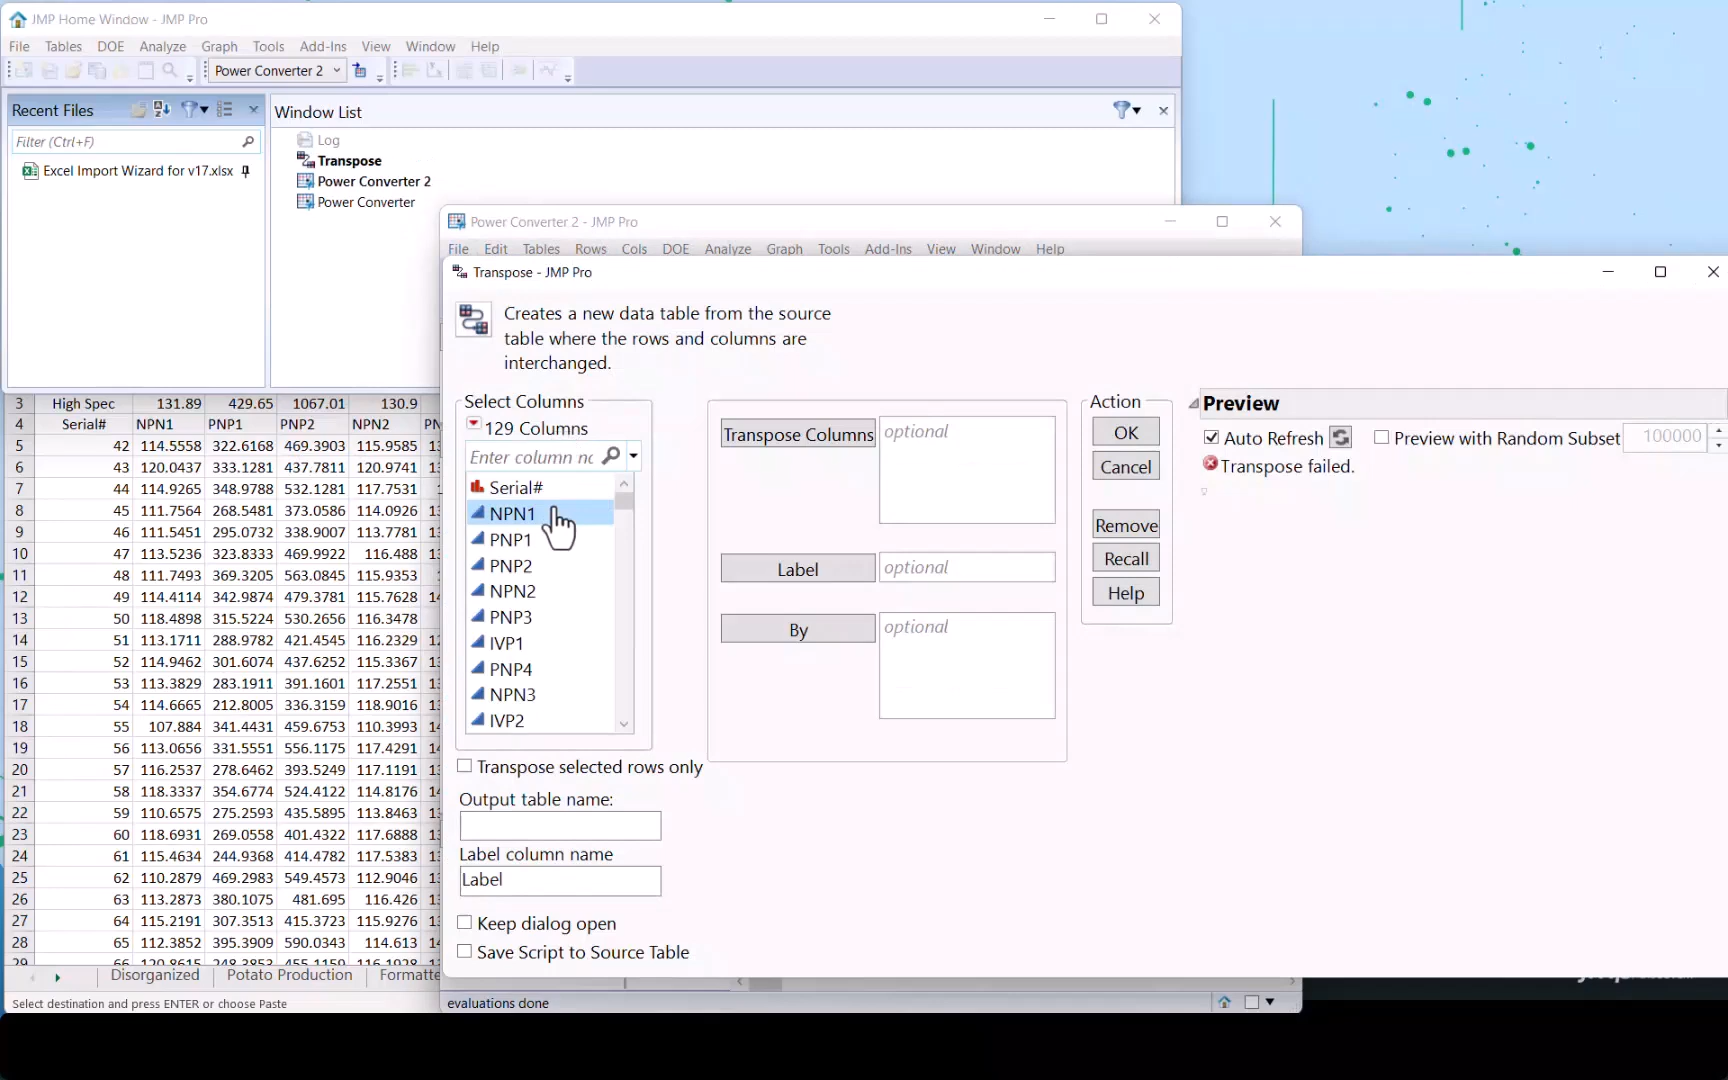 JMP Home Window - JMP Pro
File Tables DOE Analyze Graph Tools Add-Ins View Window Help
Power Converter 2
Recent Files
Filter (Ctrl+F)
Excel Import Wizard for v17.xlsx
Window List
Log
Transpose
Power Converter 2
Power Converter
Power Converter 2 - JMP Pro
File Edit Tables Rows Cols DOE Analyze Graph Tools Add-Ins View Window Help
Transpose - JMP Pro
Creates a new data table from the source
table where the rows and columns are
interchanged.
Select Columns
129 Columns
Enter column nc
Serial#
NPN1
PNP1
PNP2
NPN2
PNP3
IVP1
PNP4
NPN3
IVP2
Transpose Columns optional
Label optional
By optional
Action
OK
Cancel
Remove
Recall
Help
Preview
Auto Refresh Preview with Random Subset 100000
Transpose failed.
Transpose selected rows only
Output table name:
Label column name
Label
Keep dialog open
Save Script to Source Table
3 High Spec 131.89 429.65 1067.01 130.9
4 Serial# NPN1 PNP1 PNP2 NPN2
5 42 114.5558 322.6168 469.3903 115.9585
6 43 120.0437 333.1281 437.7811 120.9741
7 44 114.9265 348.9788 532.1281 117.7531
8 45 111.7564 268.5481 373.0586 114.0926
9 46 111.5451 295.0732 338.9007 113.7781
10 47 113.5236 323.8333 469.9922 116.488
11 48 111.7493 369.3205 563.0845 115.9353
12 49 114.4114 342.9874 479.3781 115.7628
13 50 118.4898 315.5224 530.2656 116.3478
14 51 113.1711 288.9782 421.4545 116.2329
15 52 114.9462 301.6074 437.6252 115.3367
16 53 113.3829 283.1911 391.1601 117.2551
17 54 114.6665 212.8005 336.3159 118.9016
18 55 107.884 341.4431 459.6753 110.3993
19 56 113.0656 331.5551 556.1175 117.4291
20 57 116.2537 278.6462 393.5249 117.1191
21 58 118.3337 354.6774 524.4122 114.8176
22 59 110.6575 275.2593 435.5895 113.8463
23 60 118.6931 269.0558 401.4322 117.6888
24 61 115.4634 244.9368 414.4782 117.5383
25 62 110.2879 469.2983 549.4573 112.9046
26 63 113.2873 380.1075 481.695 116.426
27 64 115.2191 307.3513 415.3723 115.9276
28 65 112.3852 395.3909 590.0343 114.613
29 66 120.8615 248.3853 455.1159 116.1928
Disorganized Potato Production Formatte
Select destination and press ENTER or choose Paste
evaluations done